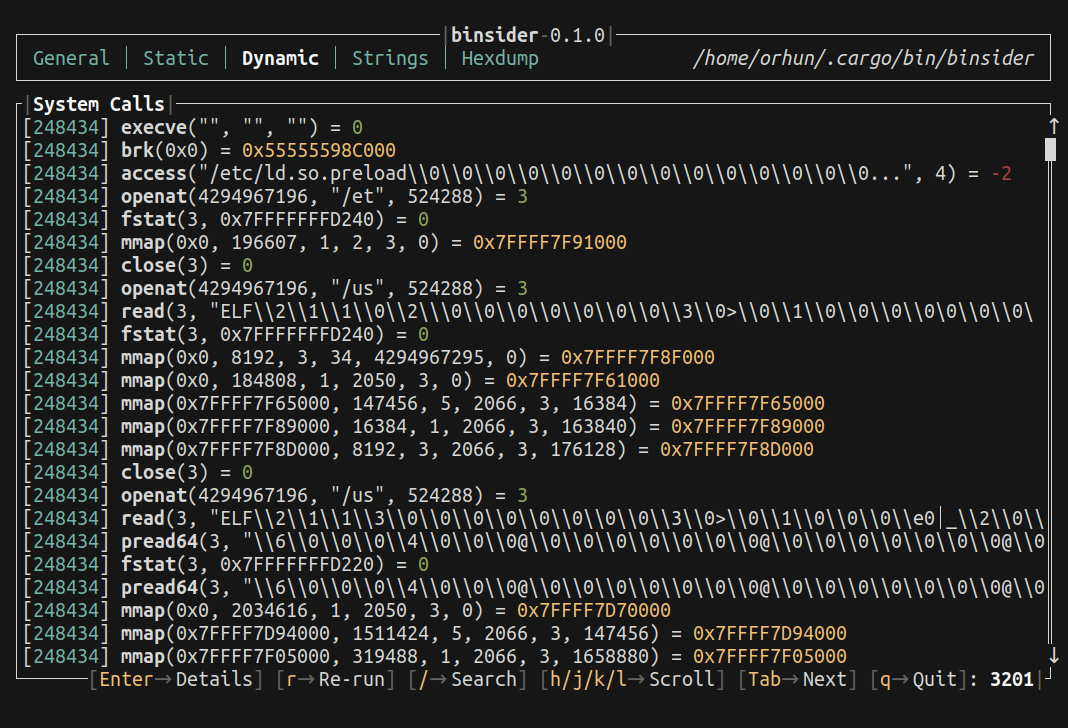 binsider-0.1.0
General | Static | Dynamic | Strings | Hexdump /home/orhun/.cargo/bin/binsider
System Calls
[248434] execve("", "", "") = 0
[248434] brk(0x0) = 0x55555598C000
[248434] access("/etc/ld.so.preload\\0\\0\\0\\0\\0\\0\\0\\0\\0\\0\\0\\0\\0\\0\\0...", 4) = -2
[248434] openat(4294967196, "/et", 524288) = 3
[248434] fstat(3, 0x7FFFFFFFD240) = 0
[248434] mmap(0x0, 196607, 1, 2, 3, 0) = 0x7FFFF7F91000
[248434] close(3) = 0
[248434] openat(4294967196, "/us", 524288) = 3
[248434] read(3, "ELF\\2\\1\\1\\0\\2\\\0\\0\\0\\0\\0\\0\\0\\0\\3\\0>\\0\\1\\0\\0\\0\\0\0\\0\\0\
[248434] fstat(3, 0x7FFFFFFFD240) = 0
[248434] mmap(0x0, 8192, 3, 34, 4294967295, 0) = 0x7FFFF7F8F000
[248434] mmap(0x0, 184808, 1, 2050, 3, 0) = 0x7FFFF7F61000
[248434] mmap(0x7FFFF7F65000, 147456, 5, 2066, 3, 16384) = 0x7FFFF7F65000
[248434] mmap(0x7FFFF7F89000, 16384, 1, 2066, 3, 163840) = 0x7FFFF7F89000
[248434] mmap(0x7FFFF7F8D000, 8192, 3, 2066, 3, 176128) = 0x7FFFF7F8D000
[248434] close(3) = 0
[248434] openat(4294967196, "/us", 524288) = 3
[248434] read(3, "ELF\\2\\1\\1\\3\\0\\0\\0\\0\\0\\0\\0\\0\\0\\3\\0>\\0\\1\\0\\0\\0\\e0|_\\2\\0\\
[248434] pread64(3, "\\6\\0\\0\\0\\4\\0\\0\\0@\\0\\0\\0\\0\\0\\0\\0@\\0\\0\\0\\0\\0\\0\\0@\\0
[248434] fstat(3, 0x7FFFFFFFD220) = 0
[248434] pread64(3, "\\6\\0\\0\\0\\4\\0\\0\\0@\\0\\0\\0\\0\\0\\0\\0@\\0\\0\\0\\0\\0\\0\\0@\\0
[248434] mmap(0x0, 2034616, 1, 2050, 3, 0) = 0x7FFFF7D70000
[248434] mmap(0x7FFFF7D94000, 1511424, 5, 2066, 3, 147456) = 0x7FFFF7D94000
[248434] mmap(0x7FFFF7F05000, 319488, 1, 2066, 3, 1658880) = 0x7FFFF7F05000
[Enter→Details] [r→Re-run] [/→Search] [h/j/k/l→Scroll] [Tab→Next] [q→Quit]: 3201